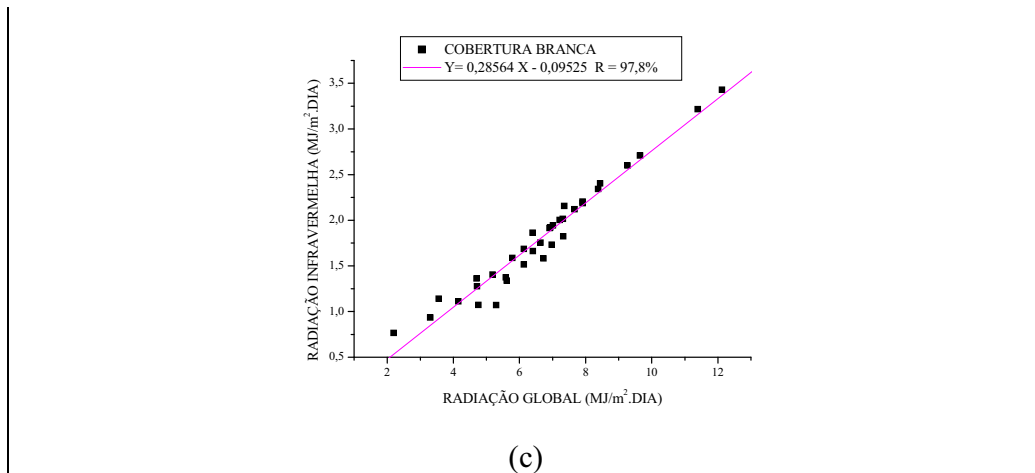 COBERTURA BRANCA
Y= 0,28564 X - 0,09525 R = 97,8%
3,5
3,0
2,5
2,0
1,5
1,0
0,5
RADIAÇÃO INFRAVERMELHA (MJ/m².DIA)
2 4 6 8 10 12
RADIAÇÃO GLOBAL (MJ/m².DIA)
(c)